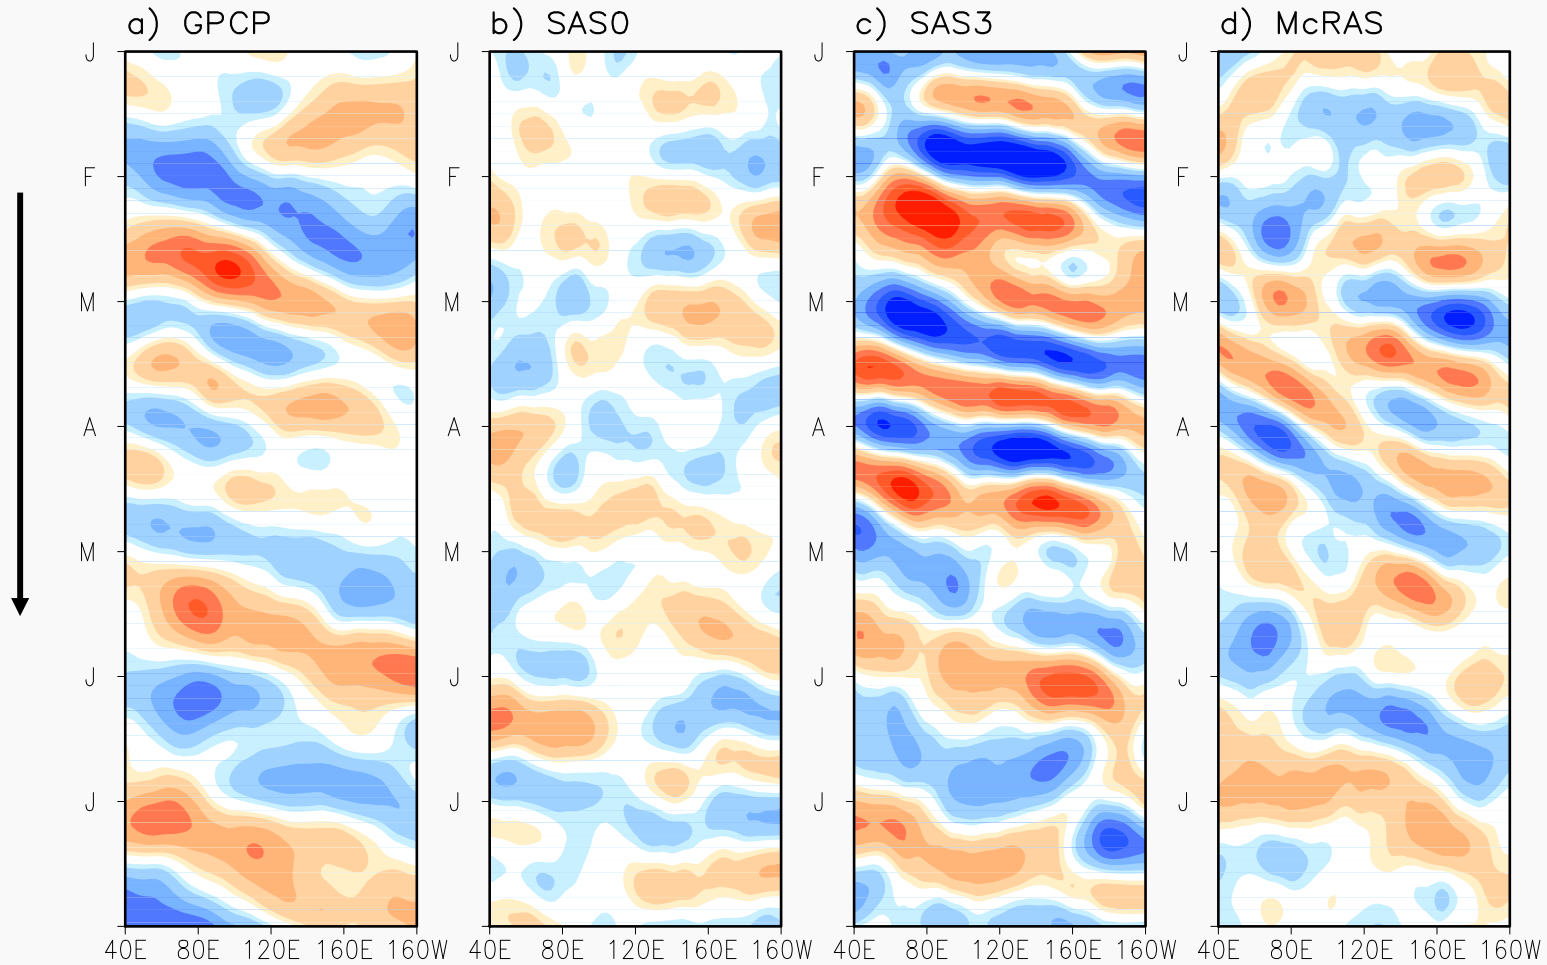 a) GPCP b) SAS0 c) SAS3 d) McRAS
J J J J
F F F F
M M M M
A A A A
M M M M
J J J J
J J J J
40E 80E 120E 160E 160W 40E 80E 120E 160E 160W 40E 80E 120E 160E 160W 40E 80E 120E 160E 160W